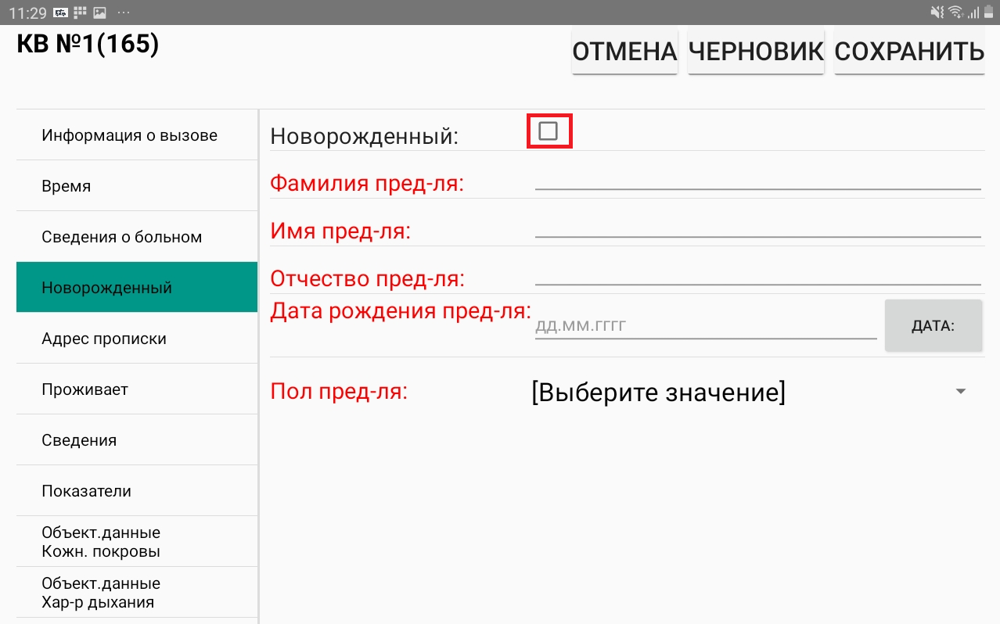 11:29
КВ №1(165)
ОТМЕНА ЧЕРНОВИК СОХРАНИТЬ
Информация о вызове
Время
Сведения о больном
Новорожденный
Адрес прописки
Проживает
Сведения
Показатели
Объект.данные
Кожн. покровы
Объект.данные
Хар-р дыхания
Новорожденный:
Фамилия пред-ля:
Имя пред-ля:
Отчество пред-ля:
Дата рождения пред-ля: дд.мм.гггг ДАТА:
Пол пред-ля: [Выберите значение]